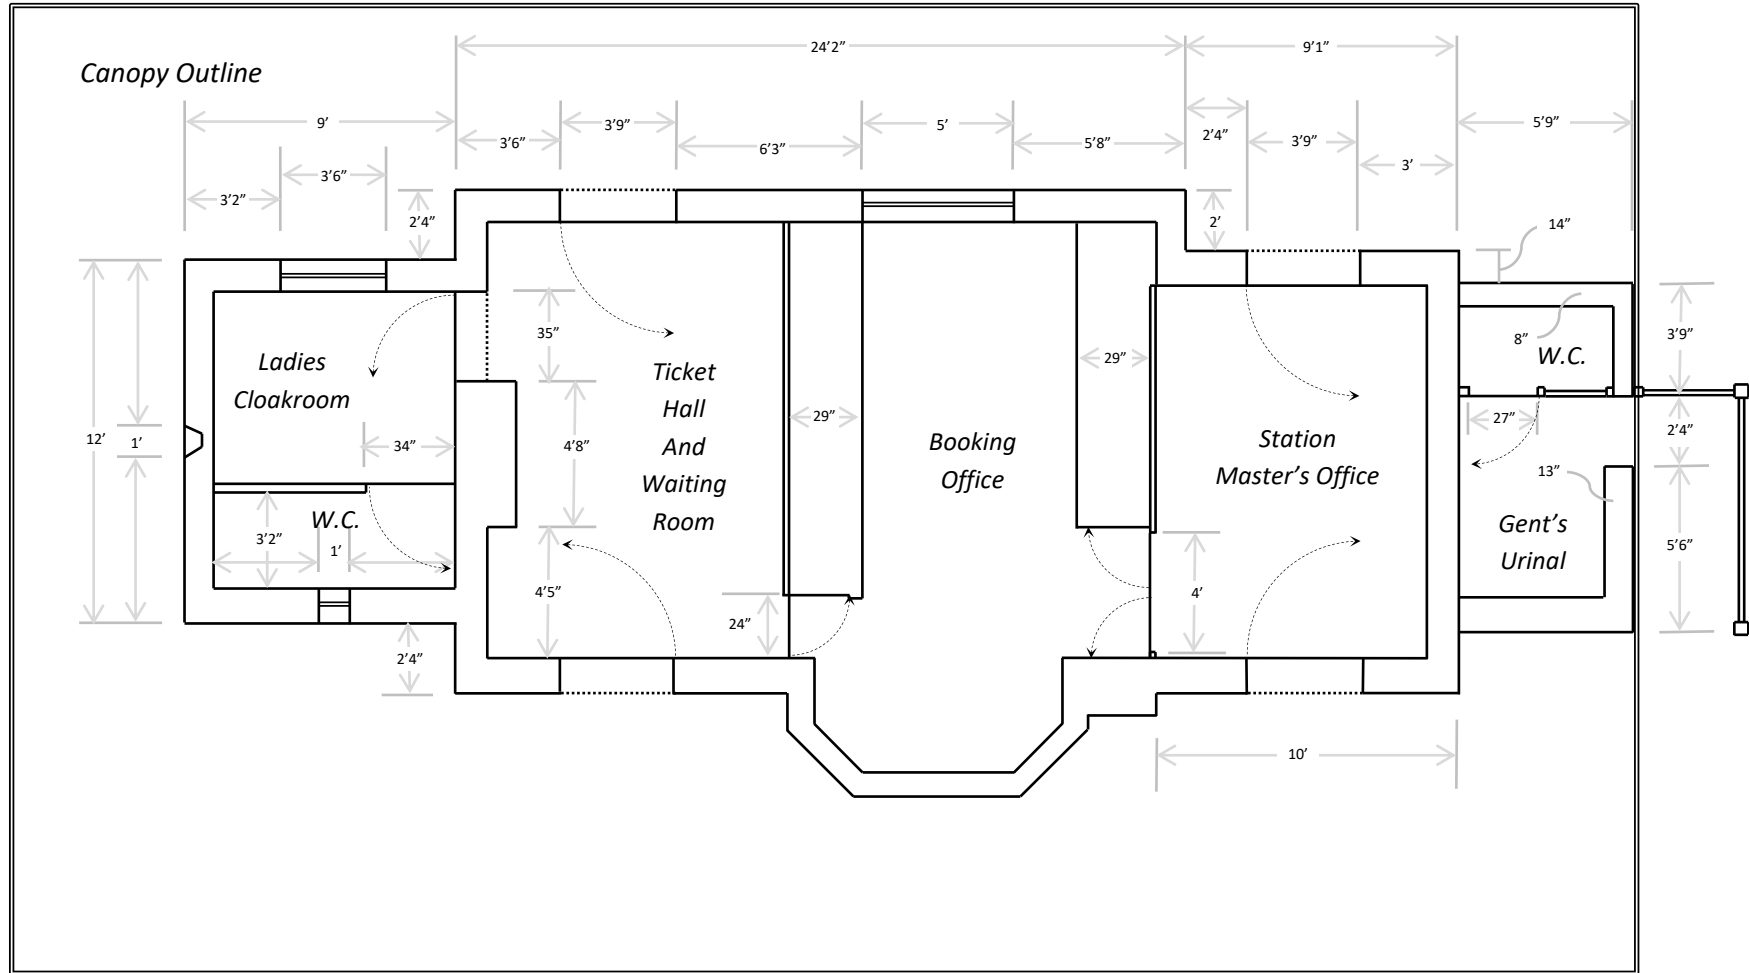 24’2”
9’1”
Canopy Outline
9’
3’9”
5’
5’9”
3’6”
6’3”
5’8”
2’4”
3’9”
3’
3’6”
3’2”
2’4”
2’
14”
35”
8”
W.C.
3’9”
29”
Ladies
Cloakroom
Ticket
Hall
And
Waiting
Room
29”
27”
2’4”
12’
1’
34”
4’8”
Booking
Office
Station
Master’s Office
13”
W.C.
3’2”
1’
Gent’s
Urinal
5’6”
4’5”
4’
24”
2’4”
10’